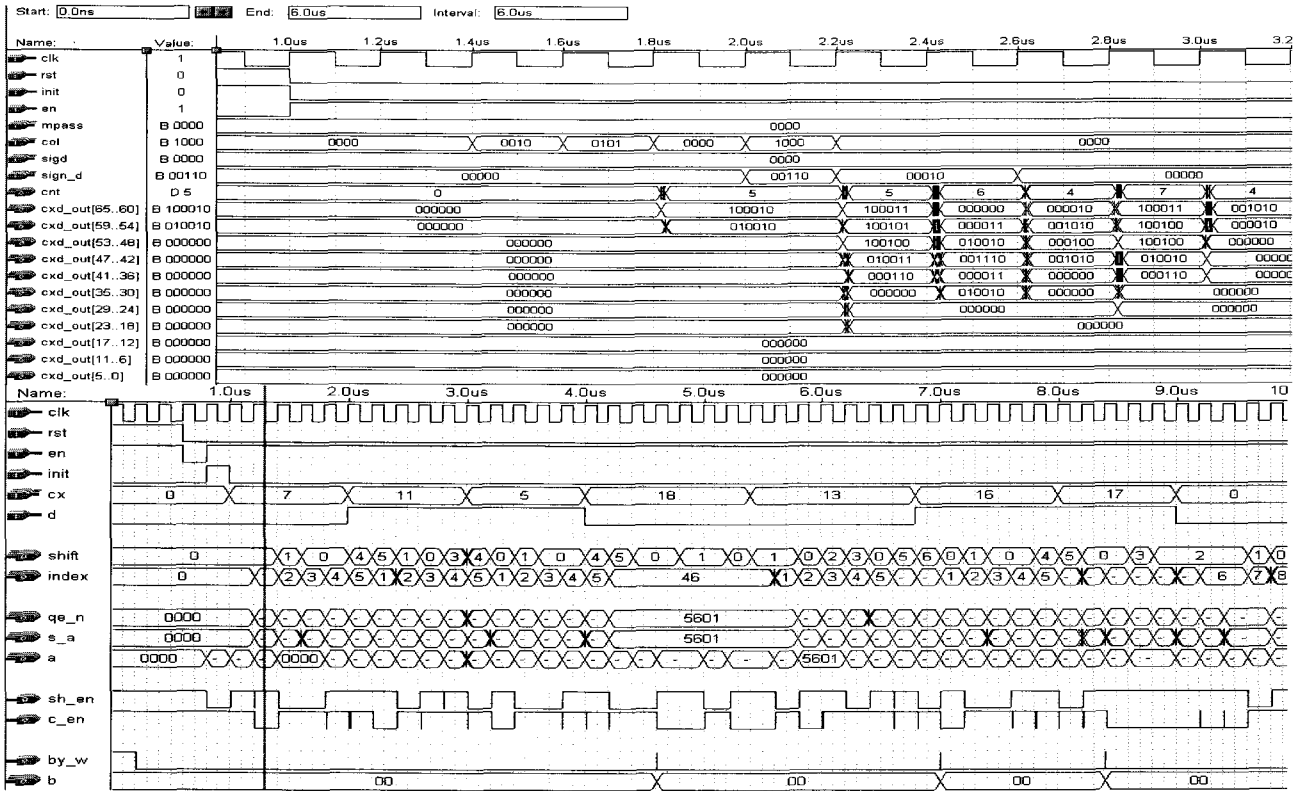 Start: 0.0ns End: 6.0us Interval: 6.0us
Name: Value: 1.0us 1.2us 1.4us 1.6us 1.8us 2.0us 2.2us 2.4us 2.6us 2.8us 3.0us 3.2
clk 1
rst 0
init 0
en 1
mpass B 0000 0000
col B 1000 0000 0010 0101 0000 1000 0000
sigd B 0000 0000
sign_d B 00110 00000 00110 00010 00000
cnt D 5 0 5 5 6 4 7 4
cxd_out[65..60] B 100010 000000 100010 100011 000000 000010 100011 001010
cxd_out[59..54] B 010010 000000 010010 100101 000011 001010 100100 000010
cxd_out[53..48] B 000000 000000 100100 010010 000100 100100 000000
cxd_out[47..42] B 000000 000000 010011 001110 001010 010011 0000
cxd_out[41..36] B 000000 000000 000110 000011 000000 000110 0000
cxd_out[35..30] B 000000 000000 000000 010010 000000 000000
cxd_out[29..24] B 000000 000000 000000 000000
cxd_out[23..18] B 000000 000000 000000
cxd_out[17..12] B 000000 000000
cxd_out[11..6] B 000000 000000
cxd_out[5..0] B 000000 000000
Name: 1.0us 2.0us 3.0us 4.0us 5.0us 6.0us 7.0us 8.0us 9.0us 10
clk
rst
en
init
cx 0 7 11 5 18 13 16 17 0
d
shift 0 1 0 4 5 1 0 3 4 0 1 0 4 5 0 1 0 1 0 2 3 0 5 6 0 1 0 4 5 0 3 2 1 0
index 0 2 3 4 5 1 2 3 4 5 1 2 3 4 5 46 1 2 3 4 5 - - 1 2 3 4 5 - - - - - 6 7 8
qe_n 0000 5601
s_a 0000 5601
a 0000 0000 5601
sh_en
c_en
by_w
b 00 00 00 00